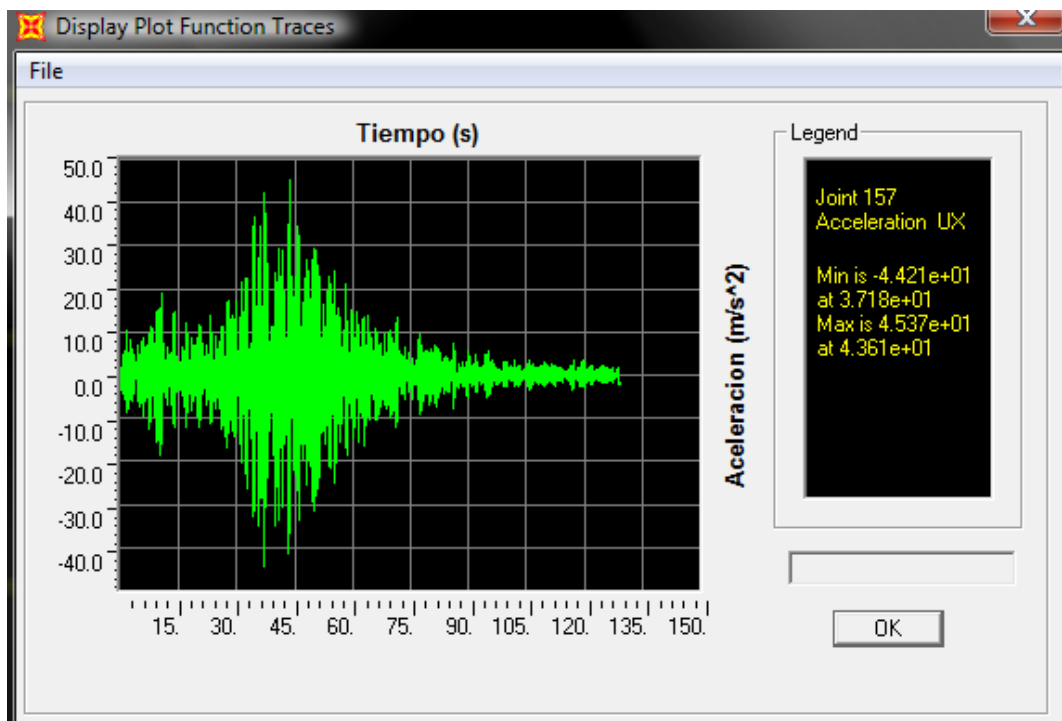 Display Plot Function Traces
X
File
Tiempo (s)
Legend
50.0
40.0
30.0
20.0
10.0
0.0
-10.0
-20.0
-30.0
-40.0
15. 30. 45. 60. 75. 90. 105. 120. 135. 150.
Aceleracion (m/s^2)
Joint 157
Acceleration UX
Min is -4.421e+01
at 3.718e+01
Max is 4.537e+01
at 4.361e+01
OK